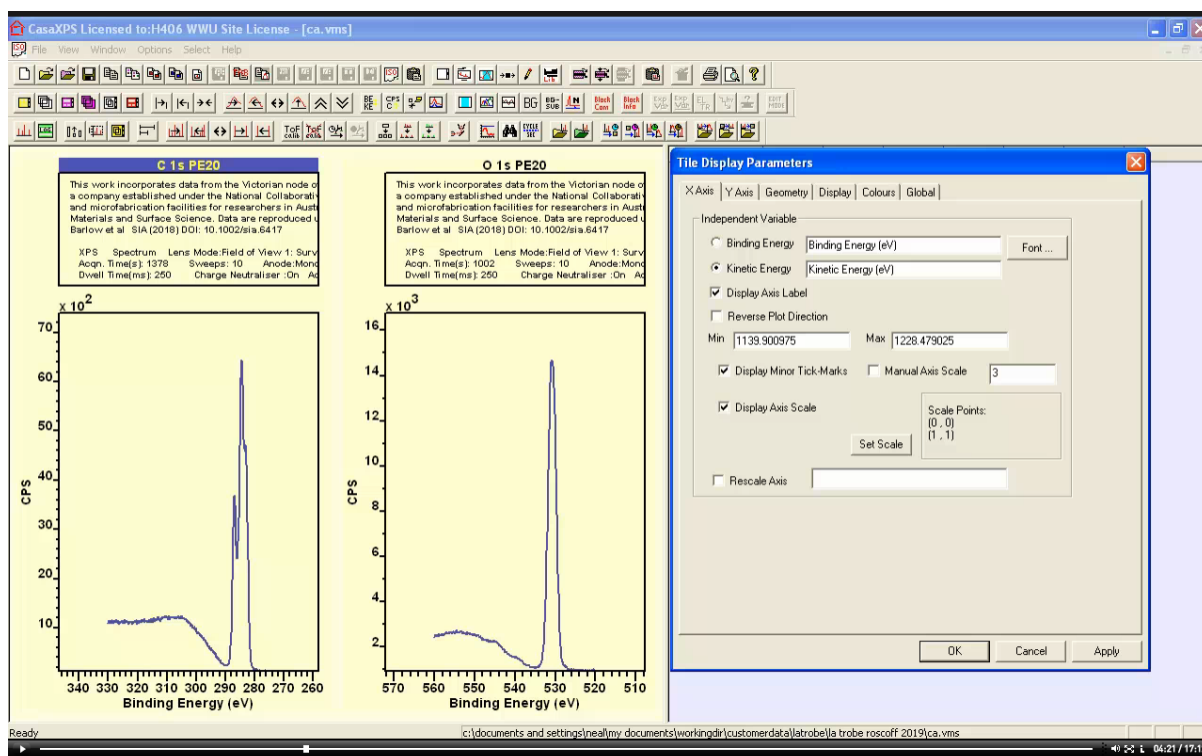 CasaXPS Licensed to:H406 WWU Site License - [ca.vms]
File View Window Options Select Help
C 1s PE20
This work incorporates data from the Victorian node o
a company established under the National Collaborati
and microfabrication facilities for researchers in Aust
Materials and Surface Science. Data are reproduced u
Barlow et al SIA (2018) DOI: 10.1002/sia.6417
XPS Spectrum Lens Mode:Field of View 1: Surv
Acqn. Time(s): 1378 Sweeps: 10 Anode:Mono
Dwell Time(ms): 250 Charge Neutraliser :On Ac
x 10²
70
60
50
40
30
20
10
CPS
340 330 320 310 300 290 280 270 260
Binding Energy (eV)
O 1s PE20
This work incorporates data from the Victorian node o
a company established under the National Collaborati
and microfabrication facilities for researchers in Aust
Materials and Surface Science. Data are reproduced u
Barlow et al SIA (2018) DOI: 10.1002/sia.6417
XPS Spectrum Lens Mode:Field of View 1: Surv
Acqn. Time(s): 1002 Sweeps: 10 Anode:Mono
Dwell Time(ms): 250 Charge Neutraliser :On Ac
x 10³
16
14
12
10
8
6
4
2
CPS
570 560 550 540 530 520 510
Binding Energy (eV)
Tile Display Parameters
X Axis Y Axis Geometry Display Colours Global
Independent Variable
Binding Energy Binding Energy (eV) Font ...
Kinetic Energy Kinetic Energy (eV)
Display Axis Label
Reverse Plot Direction
Min 1139.900975 Max 1228.479025
Display Minor Tick-Marks Manual Axis Scale 3
Display Axis Scale
Scale Points:
(0 , 0)
(1 , 1)
Set Scale
Rescale Axis
OK Cancel Apply
Ready c:\documents and settings\neal\my documents\workingdir\customerdata\latrobe\la trobe roscoff 2019\ca.vms